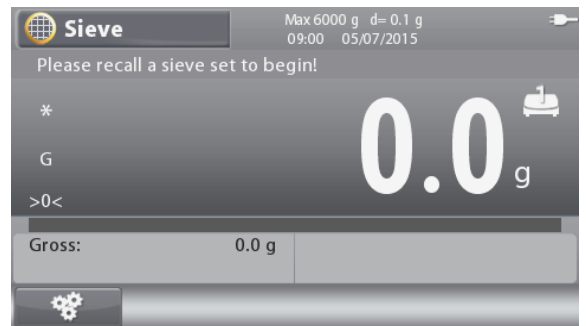 Sieve
Max 6000 g d= 0.1 g
09:00 05/07/2015
Please recall a sieve set to begin!
*
1
0.0 g
G
>0<
Gross: 0.0 g